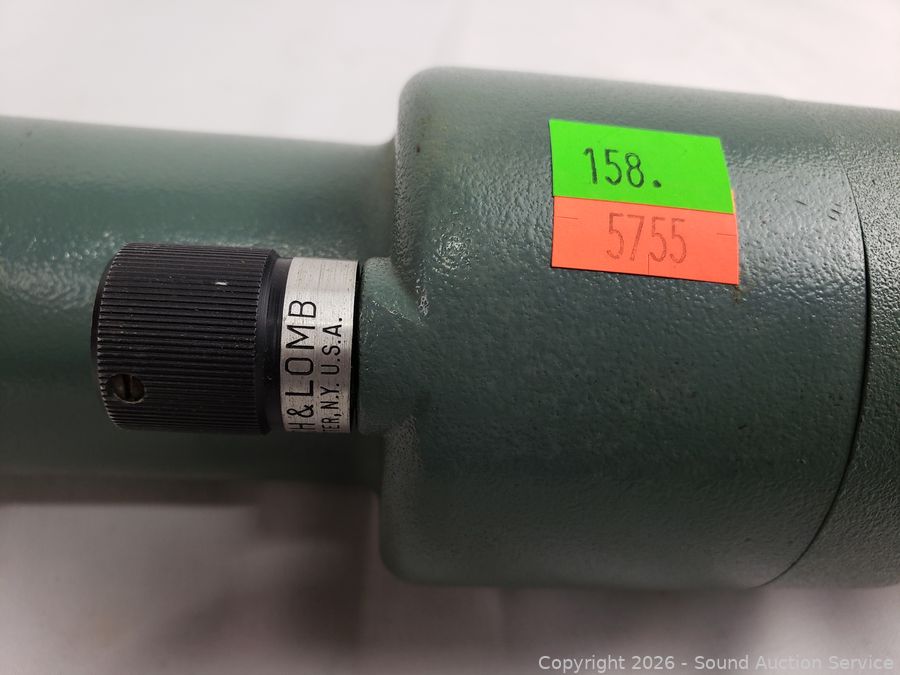 158.
5755
H & LOMB
TER, N.Y. U.S.A.
Copyright 2026 - Sound Auction Service